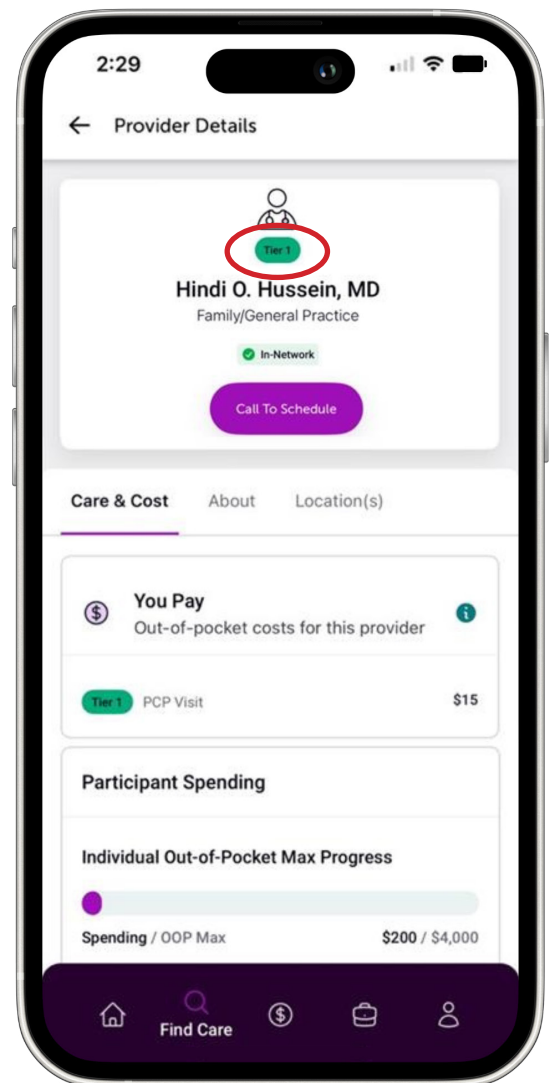 2:29
Provider Details
Tier 1
Hindi O. Hussein, MD
Family/General Practice
In-Network
Call To Schedule
Care & Cost About Location(s)
You Pay
Out-of-pocket costs for this provider
Tier 1 PCP Visit $15
Participant Spending
Individual Out-of-Pocket Max Progress
Spending / OOP Max $200 / $4,000
Find Care